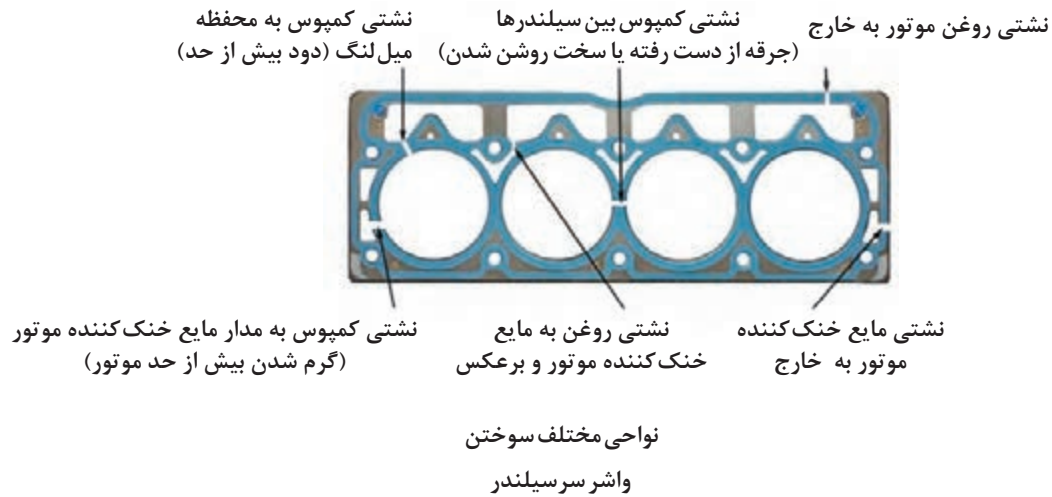 نشتی روغن موتور به خارج
نشتی کمپوس بین سیلندرها
(جرقه از دست رفته یا سخت روشن شدن)
نشتی کمپوس به محفظه
میل لنگ (دود بیش از حد)
نشتی مایع خنک کننده
موتور به خارج
نشتی روغن به مایع
خنک کننده موتور و برعکس
نشتی کمپوس به مدار مایع خنک کننده موتور
(گرم شدن بیش از حد موتور)
نواحی مختلف سوختن
واشر سرسیلندر